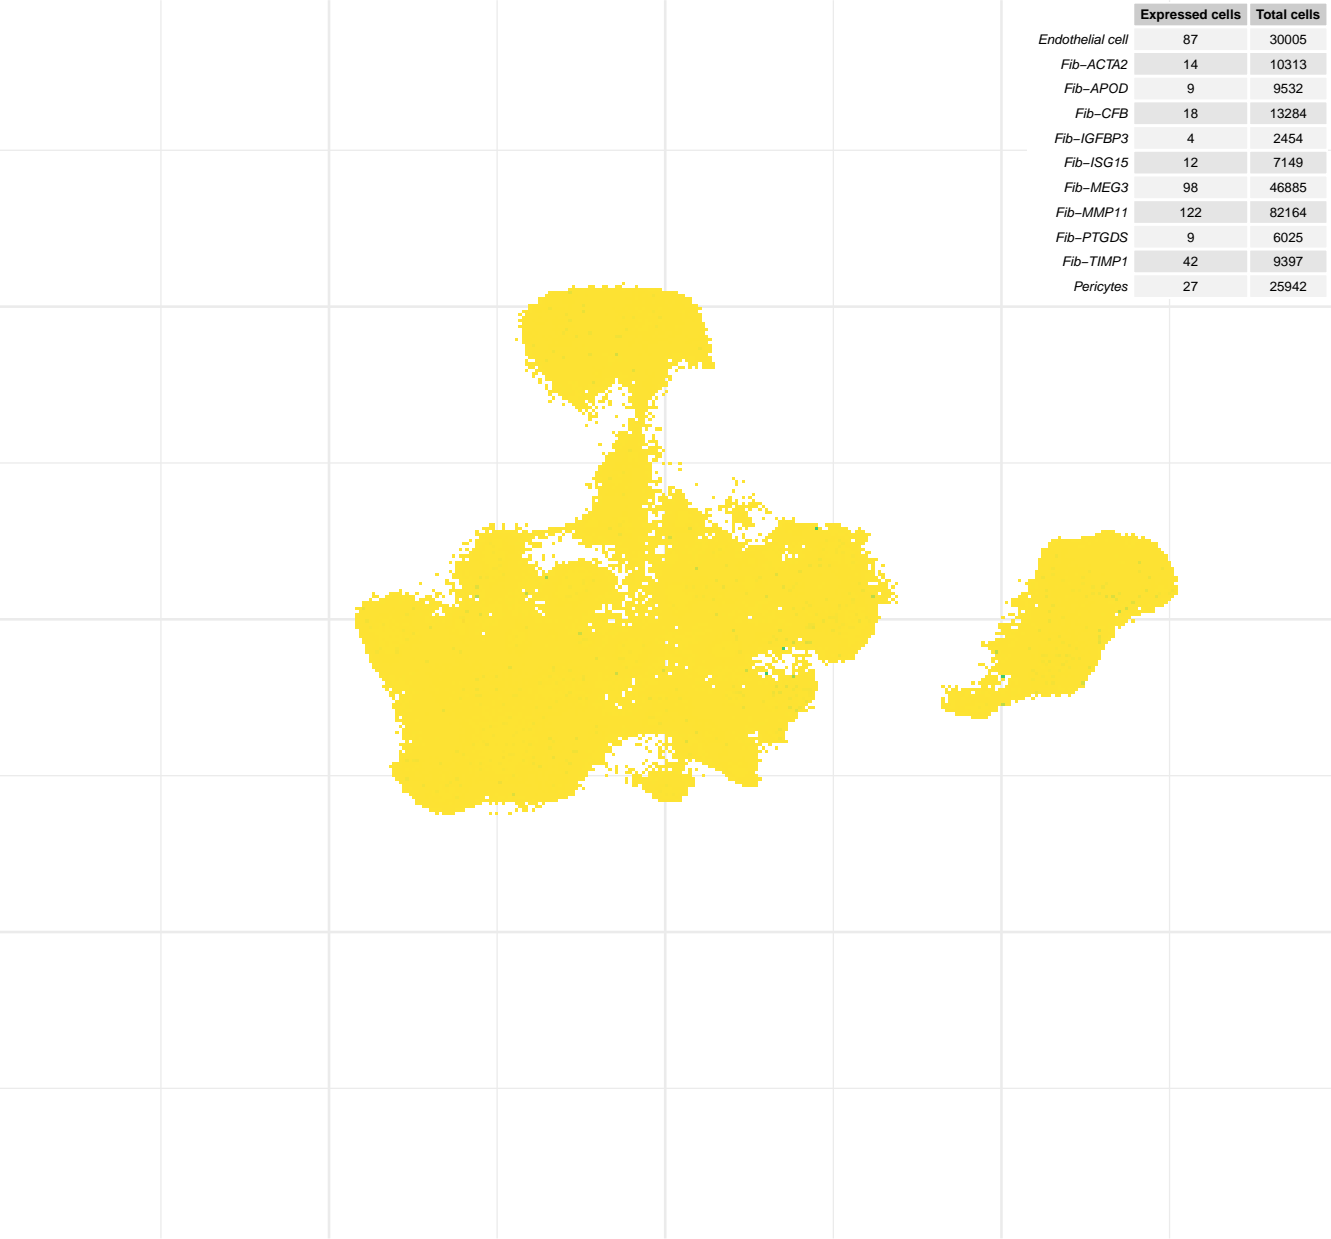 Expressed cells Total cells
Endothelial cell 87 30005
Fib−ACTA2 14 10313
Fib−APOD 9 9532
Fib−CFB 18 13284
Fib−IGFBP3 4 2454
Fib−ISG15 12 7149
Fib−MEG3 98 46885
Fib−MMP11 122 82164
Fib−PTGDS 9 6025
Fib−TIMP1 42 9397
Pericytes 27 25942